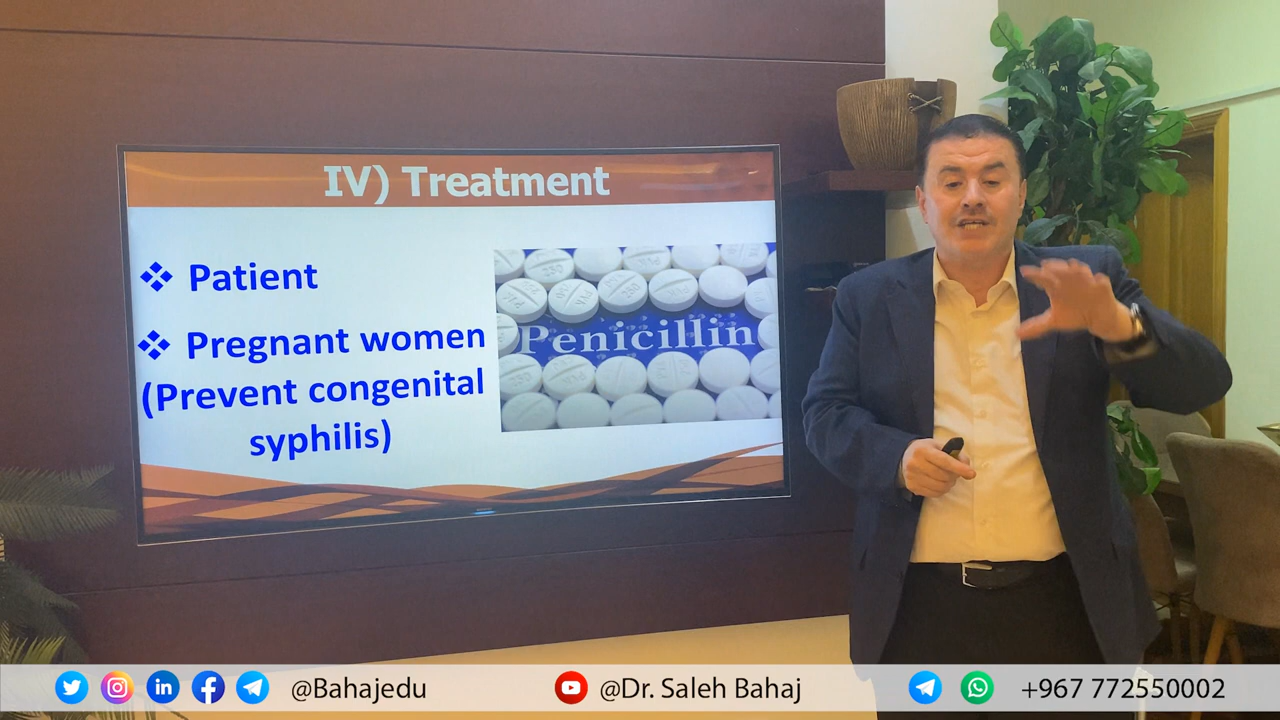 IV) Treatment
❖ Patient
❖ Pregnant women
(Prevent congenital
syphilis)
Penicillin
@Bahajedu
@Dr. Saleh Bahaj
+967 772550002